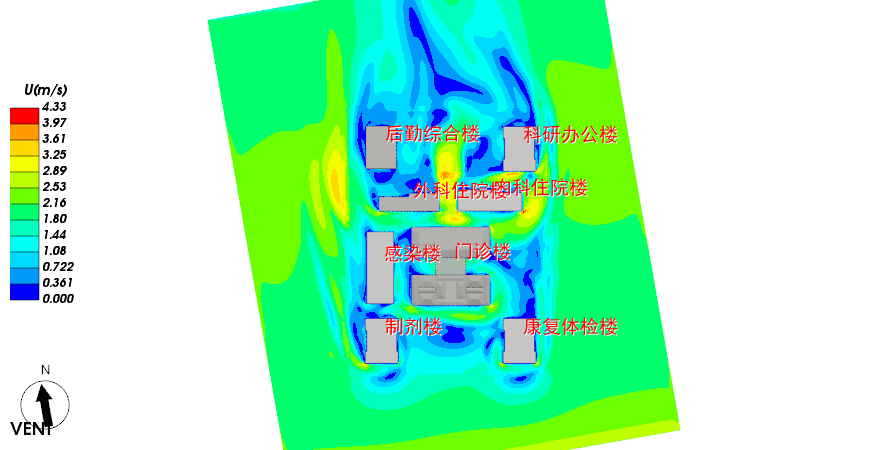 U(m/s)
4.33
3.97
3.61
3.25
2.89
2.53
2.16
1.80
1.44
1.08
0.722
0.361
0.000
后勤综合楼
科研办公楼
外科住院楼
内科住院楼
感染楼
门诊楼
制剂楼
康复体检楼
N
VENT